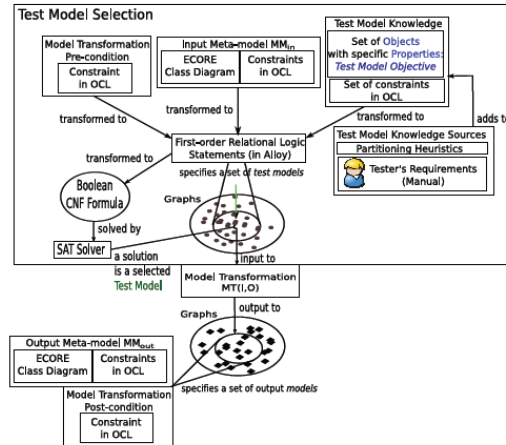 Test Model Selection
Model Transformation
Pre-condition
Constraint
in OCL
Input Meta-model MMin
ECORE
Class Diagram
Constraints
in OCL
Test Model Knowledge
Set of Objects
with specific Properties:
Test Model Objective
Set of constraints
in OCL
transformed to
transformed to
transformed to
adds to
First-order Relational Logic
Statements (in Alloy)
Test Model Knowledge Sources
Partitioning Heuristics
Tester's Requirements
(Manual)
transformed to
specifies a set of test models
Boolean
CNF Formula
Graphs
solved by
SAT Solver
a solution
is a selected
Test Model
input to
Model Transformation
MT(I,O)
output to
Graphs
Output Meta-model MMout
ECORE
Class Diagram
Constraints
in OCL
specifies a set of output models
Model Transformation
Post-condition
Constraint
in OCL